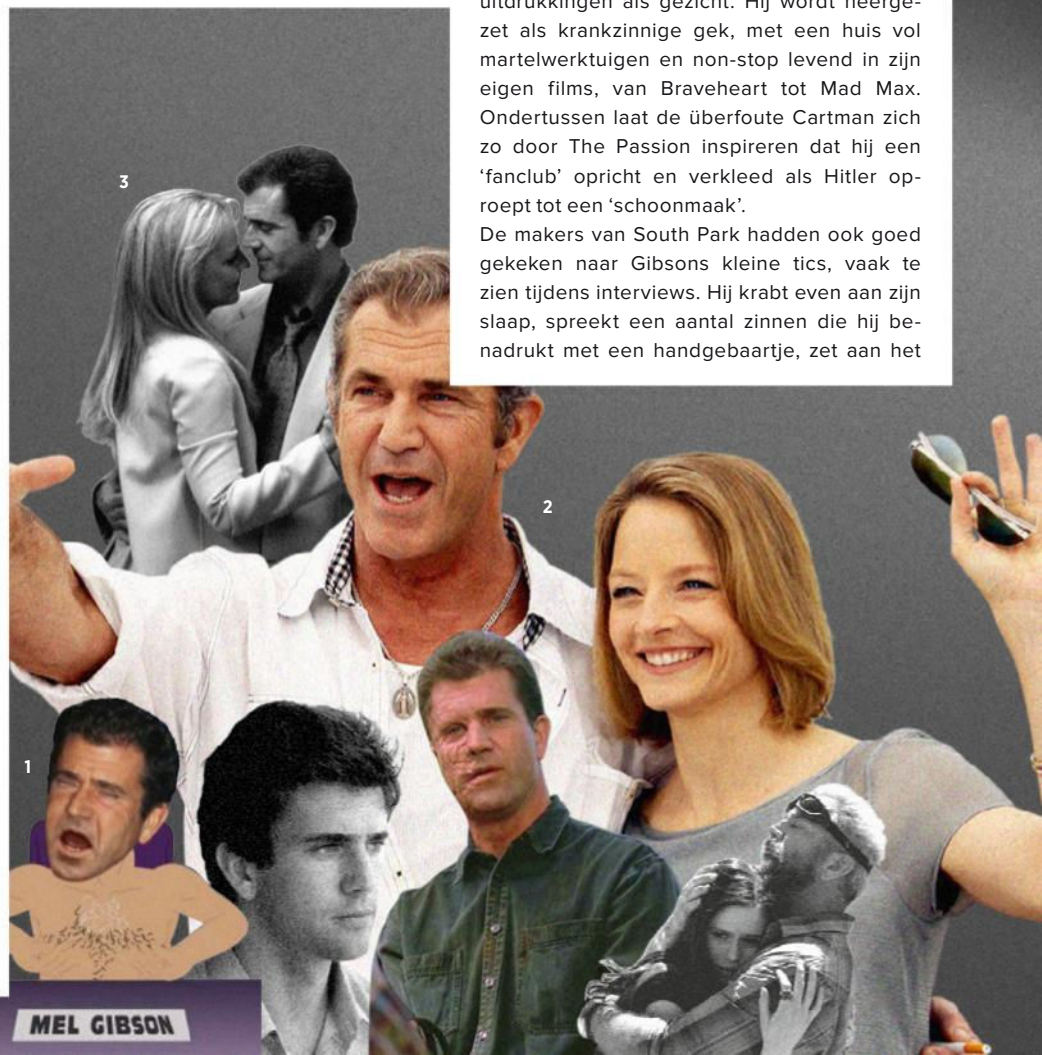 uitdrukkingen als gezicht. Hij wordt neerge-
zet als krankzinnige gek, met een huis vol
martelwerktuigen en non-stop levend in zijn
eigen films, van Braveheart tot Mad Max.
Ondertussen laat de überfoute Cartman zich
zo door The Passion inspireren dat hij een
‘fanclub’ opricht en verkleed als Hitler op-
roept tot een ‘schoonmaak’.
De makers van South Park hadden ook goed
gekeken naar Gibsons kleine tics, vaak te
zien tijdens interviews. Hij krabt even aan zijn
slaap, spreekt een aantal zinnen die hij be-
nadrukt met een handgebaartje, zet aan het
3
2
1
MEL GIBSON